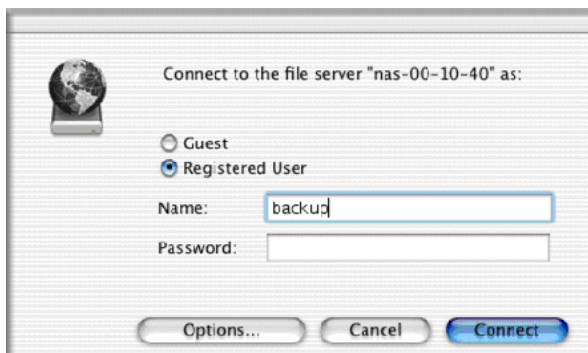 Connect to the file server "nas-00-10-40" as:
Guest
Registered User
Name: backup
Password:
Options... Cancel Connect